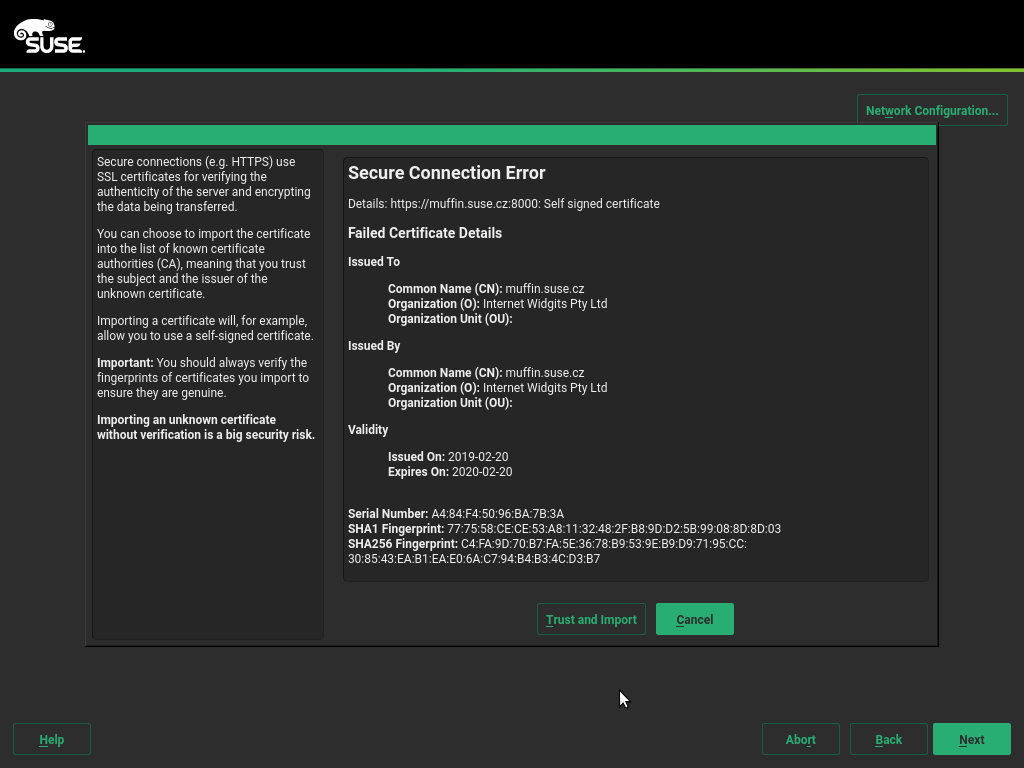 SUSE
Network Configuration...
Secure connections (e.g. HTTPS) use
SSL certificates for verifying the
authenticity of the server and encrypting
the data being transferred.
You can choose to import the certificate
into the list of known certificate
authorities (CA), meaning that you trust
the subject and the issuer of the
unknown certificate.
Importing a certificate will, for example,
allow you to use a self-signed certificate.
Important: You should always verify the
fingerprints of certificates you import to
ensure they are genuine.
Importing an unknown certificate
without verification is a big security risk.
Secure Connection Error
Details: https://muffin.suse.cz:8000: Self signed certificate
Failed Certificate Details
Issued To
Common Name (CN): muffin.suse.cz
Organization (O): Internet Widgits Pty Ltd
Organization Unit (OU):
Issued By
Common Name (CN): muffin.suse.cz
Organization (O): Internet Widgits Pty Ltd
Organization Unit (OU):
Validity
Issued On: 2019-02-20
Expires On: 2020-02-20
Serial Number: A4:84:F4:50:96:BA:7B:3A
SHA1 Fingerprint: 77:75:58:CE:CE:53:A8:11:32:48:2F:B8:9D:D2:5B:99:08:8D:8D:03
SHA256 Fingerprint: C4:FA:9D:70:B7:FA:5E:36:78:B9:53:9E:B9:D9:71:95:CC:
30:85:43:EA:B1:EA:E0:6A:C7:94:B4:B3:4C:D3:B7
Trust and Import
Cancel
Help
Abort
Back
Next